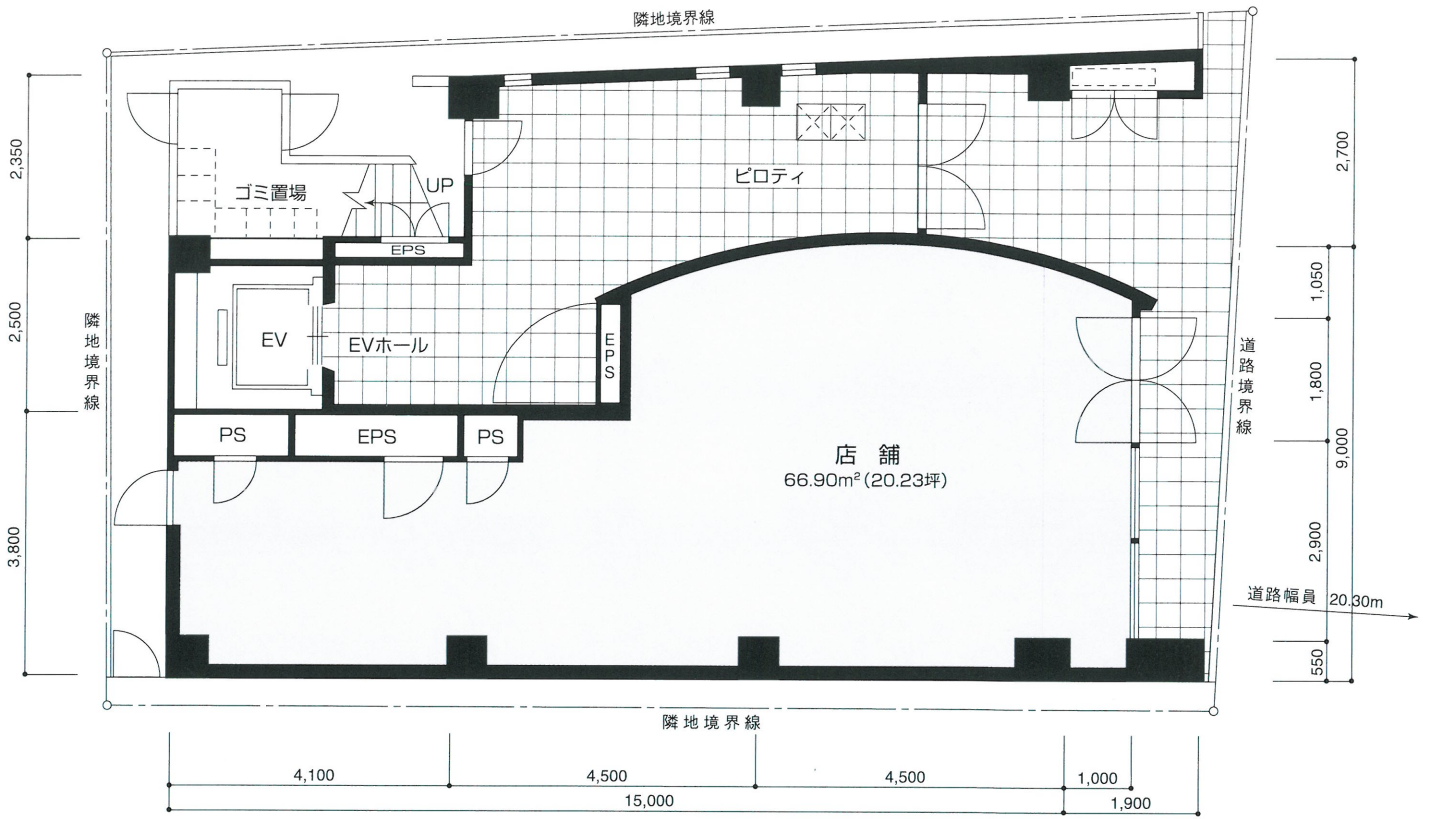 隣地境界線
2,350
2,500
3,800
隣地境界線
ゴミ置場
UP
EPS
ピロティ
EV
EVホール
EPS
PS
EPS
PS
店 舗
66.90m²(20.23坪)
道路境界線
2,700
1,050
1,800
9,000
2,900
550
道路幅員 20.30m
隣地境界線
4,100
4,500
4,500
1,000
15,000
1,900